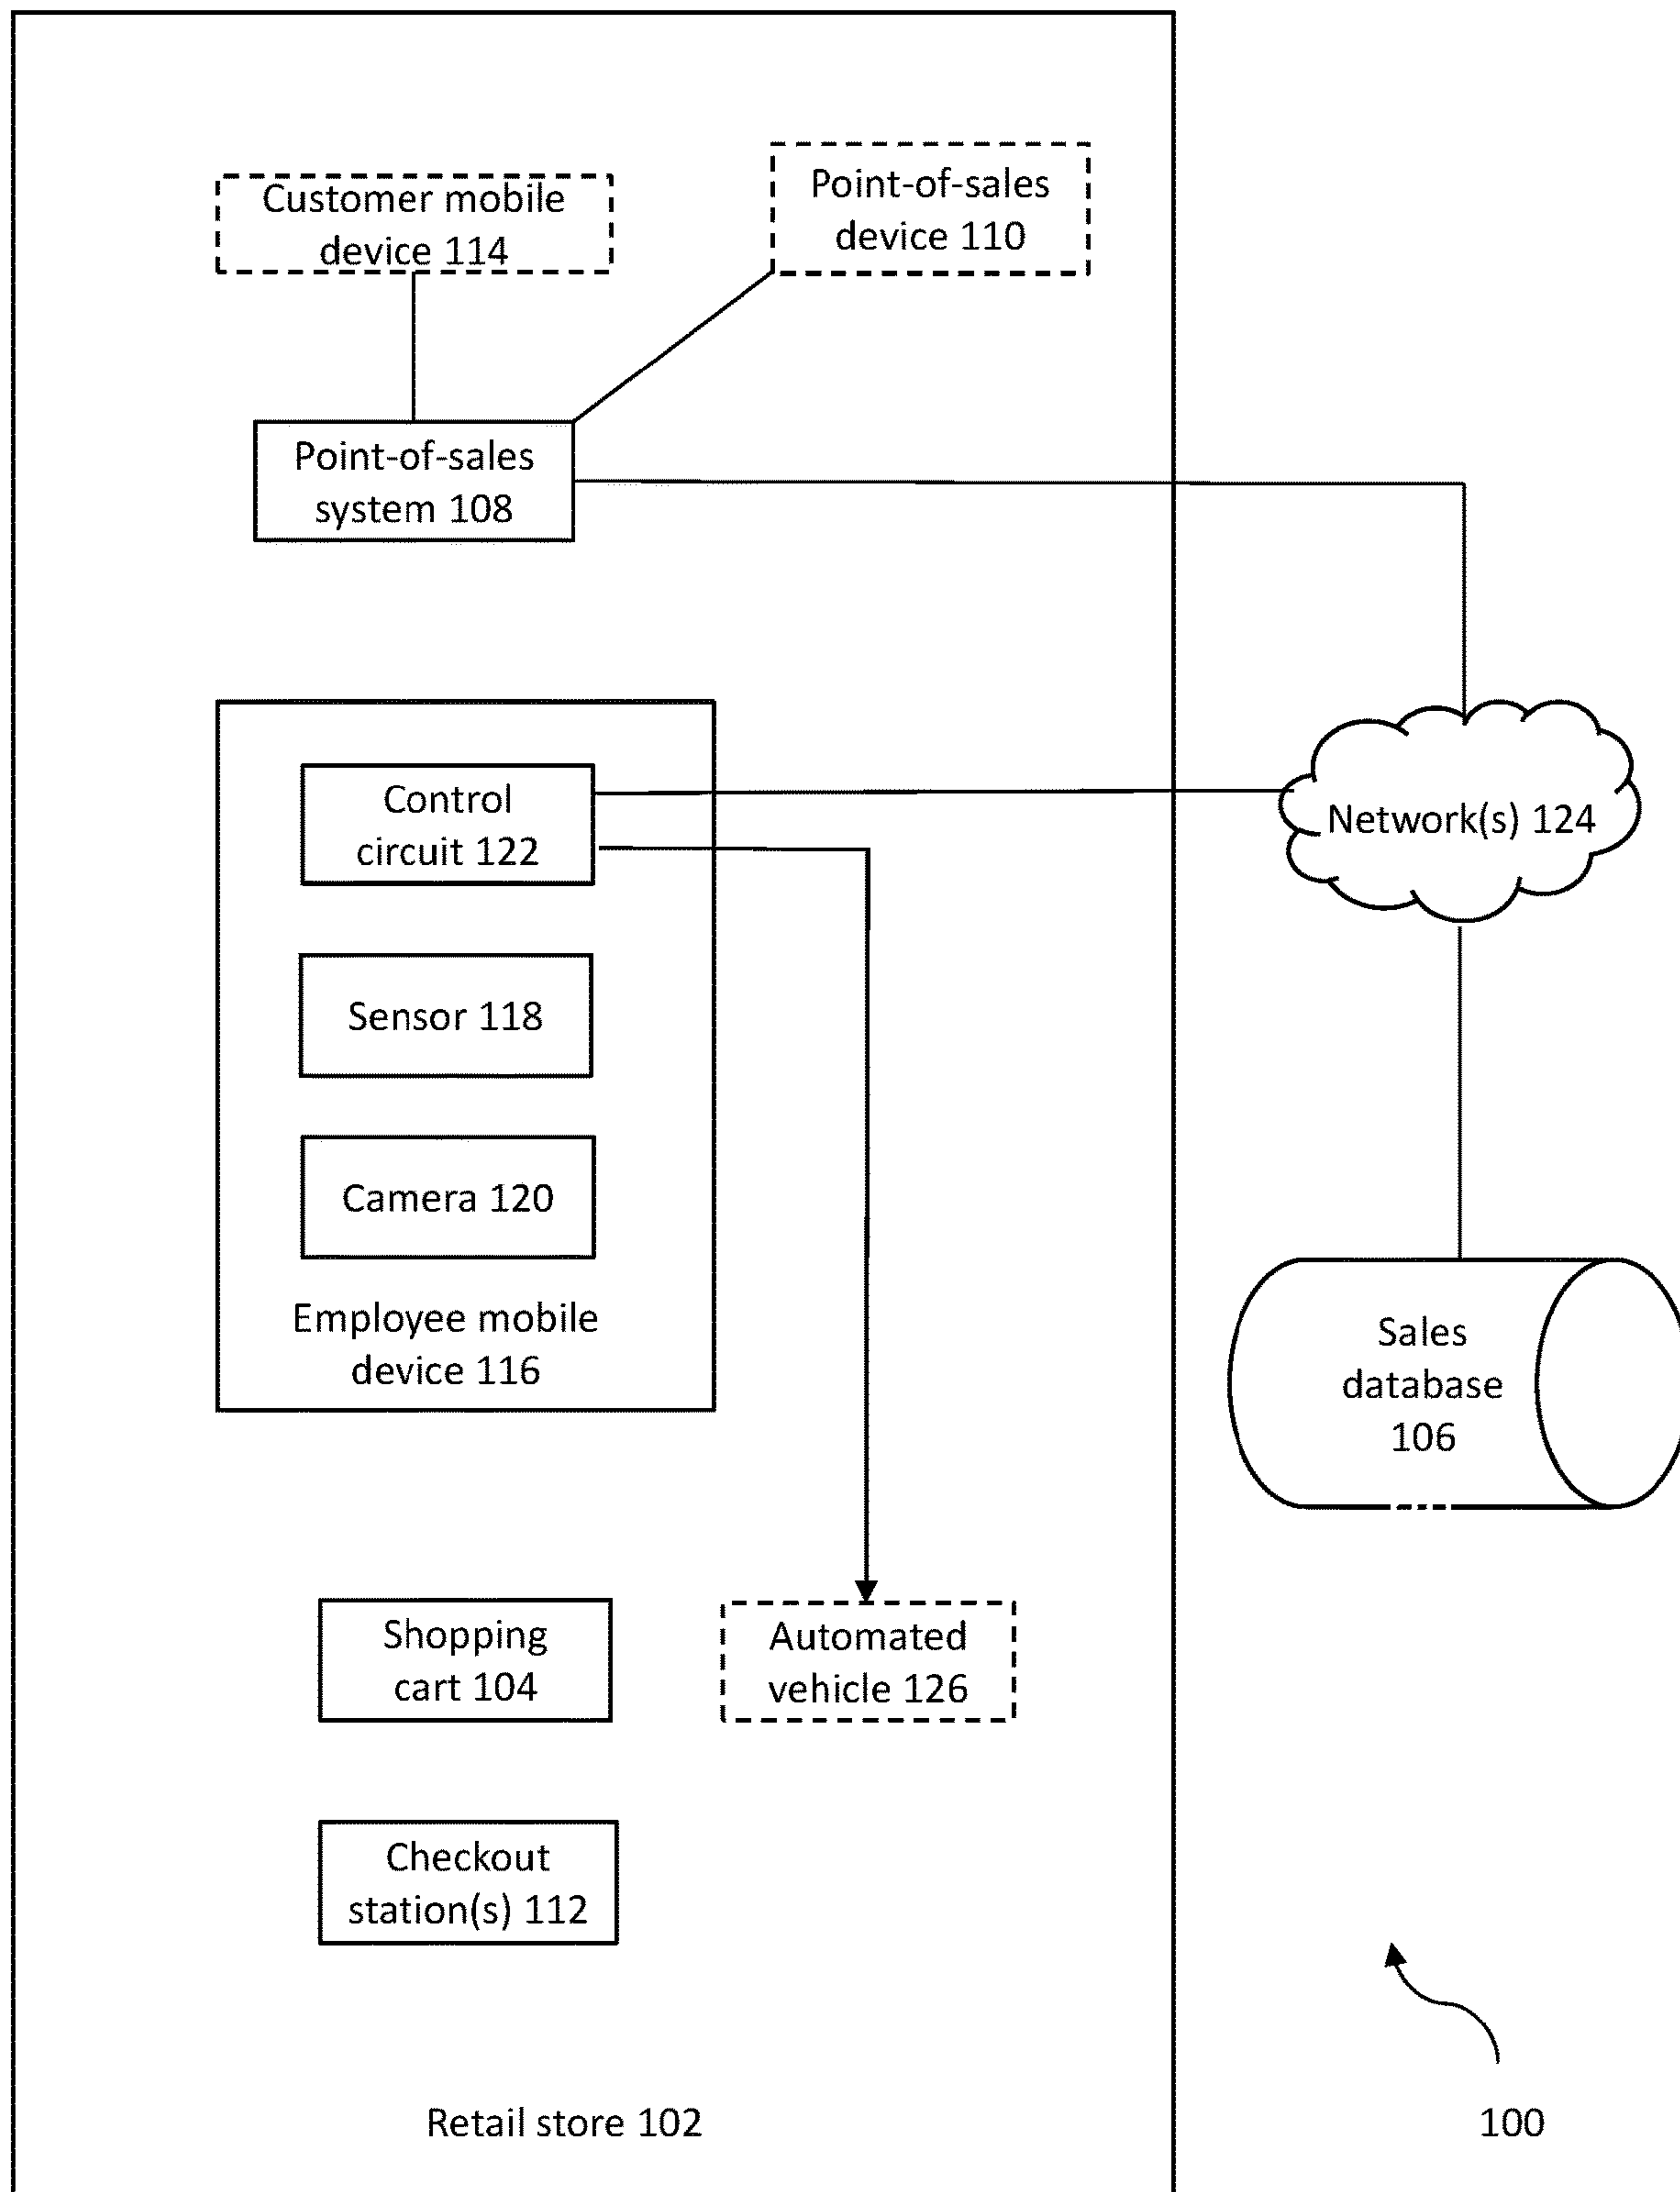 Customer mobile
device 114
Point-of-sales
device 110
Point-of-sales
system 108
Control
circuit 122
Network(s) 124
Sensor 118
Camera 120
Employee mobile
device 116
Sales
database
106
Shopping
cart 104
Automated
vehicle 126
Checkout
station(s) 112
Retail store 102
100